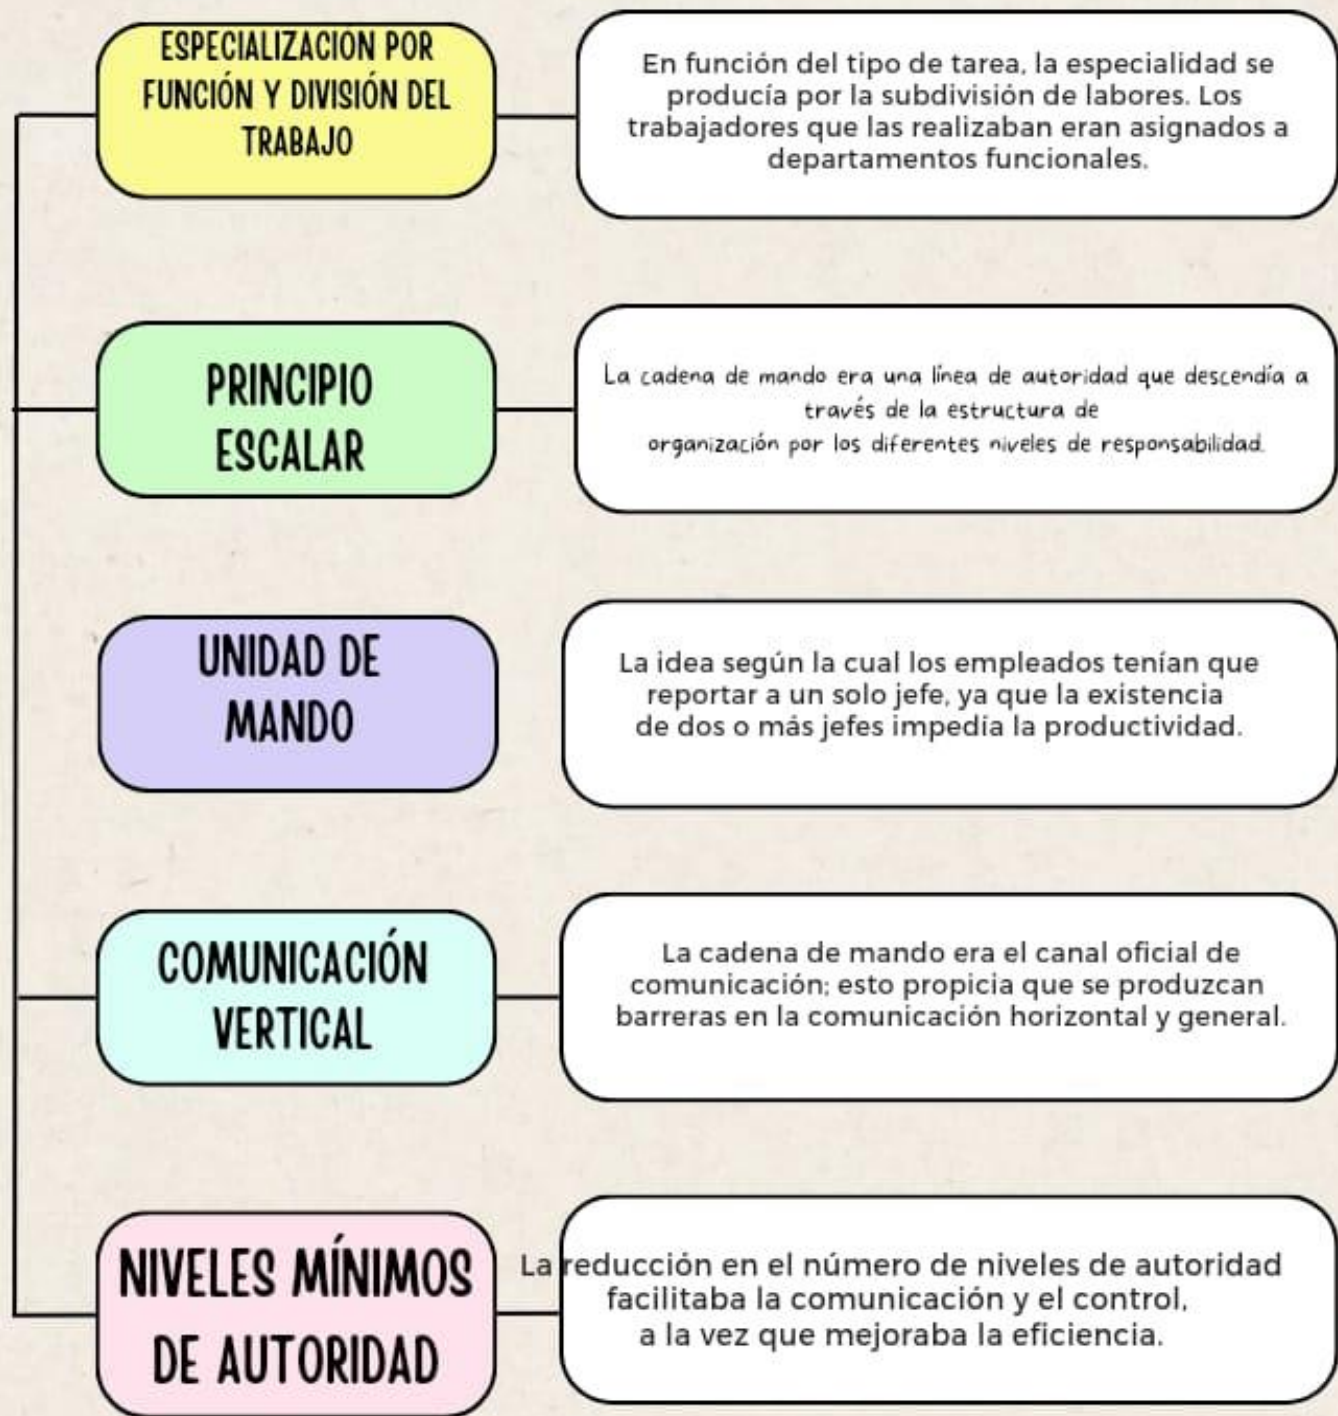 ESPECIALIZACIÓN POR
FUNCIÓN Y DIVISIÓN DEL
TRABAJO
En función del tipo de tarea, la especialidad se
producía por la subdivisión de labores. Los
trabajadores que las realizaban eran asignados a
departamentos funcionales.
PRINCIPIO
ESCALAR
La cadena de mando era una línea de autoridad que descendía a
través de la estructura de
organización por los diferentes niveles de responsabilidad.
UNIDAD DE
MANDO
La idea según la cual los empleados tenían que
reportar a un solo jefe, ya que la existencia
de dos o más jefes impedía la productividad.
COMUNICACIÓN
VERTICAL
La cadena de mando era el canal oficial de
comunicación; esto propicia que se produzcan
barreras en la comunicación horizontal y general.
NIVELES MÍNIMOS
DE AUTORIDAD
La reducción en el número de niveles de autoridad
facilitaba la comunicación y el control,
a la vez que mejoraba la eficiencia.